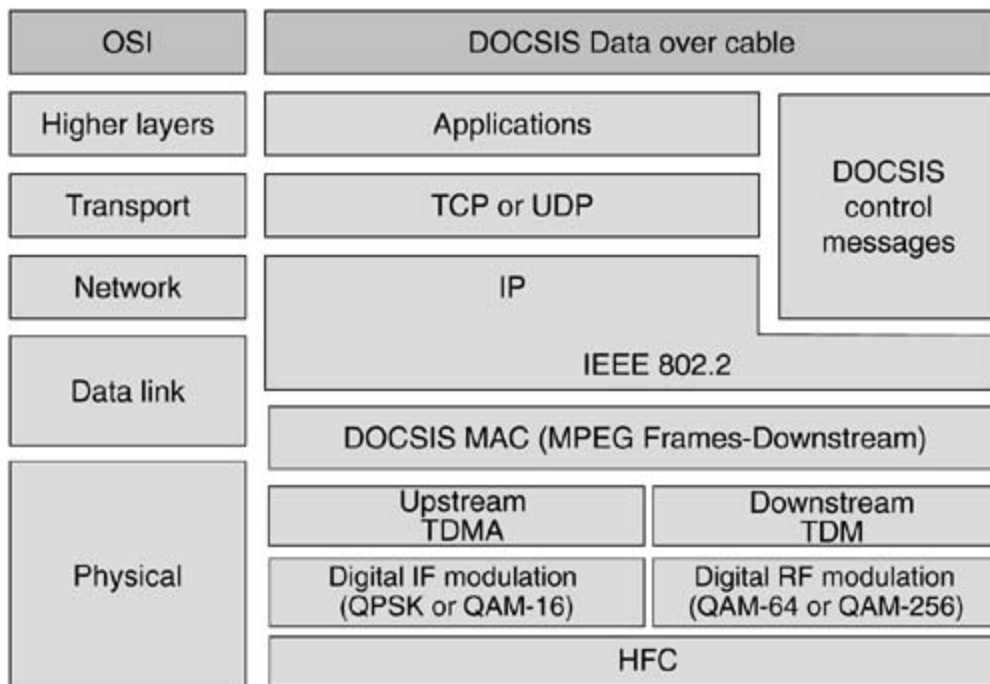 OSI
DOCSIS Data over cable
Higher layers
Applications
DOCSIS
control
messages
Transport
TCP or UDP
Network
IP
IEEE 802.2
Data link
DOCSIS MAC (MPEG Frames-Downstream)
Physical
Upstream
TDMA
Downstream
TDM
Digital IF modulation
(QPSK or QAM-16)
Digital RF modulation
(QAM-64 or QAM-256)
HFC